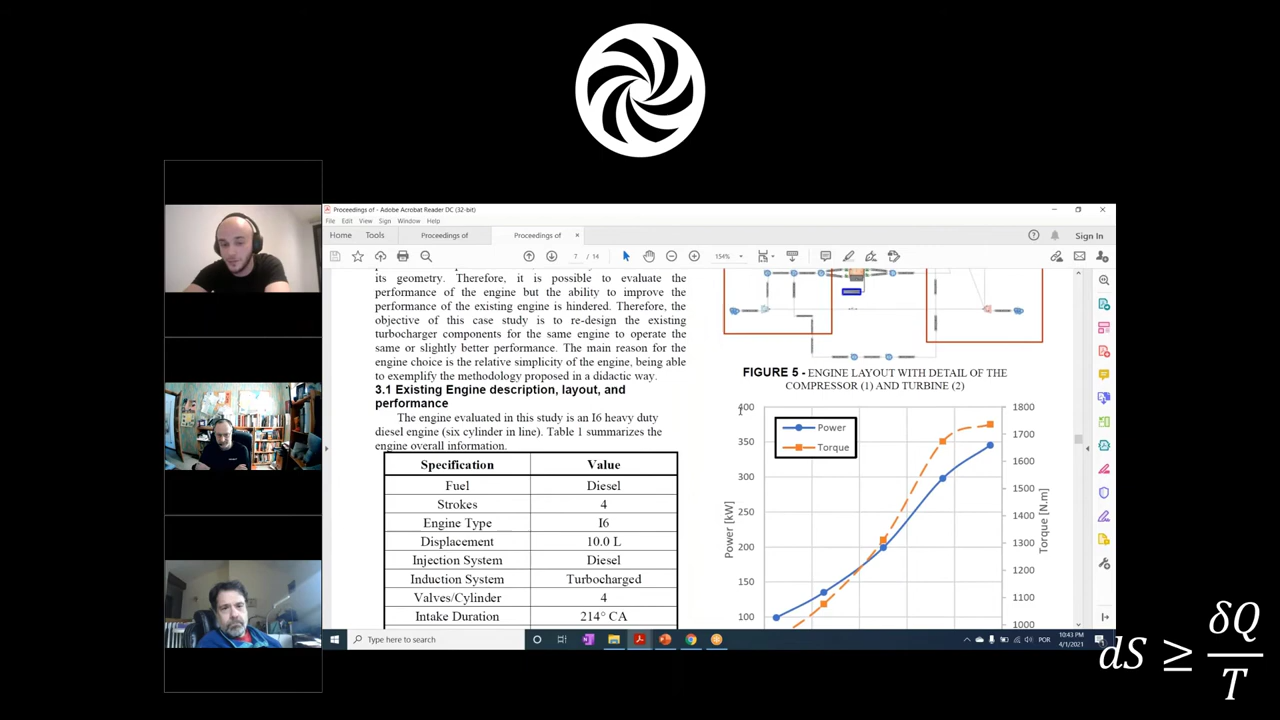 Proceedings of - Adobe Acrobat Reader DC (32-bit)
File Edit View Sign Window Help
Home Tools Proceedings of Proceedings of × Sign In
7 / 14 154%
its geometry. Therefore, it is possible to evaluate the
performance of the engine but the ability to improve the
performance of the existing engine is hindered. Therefore, the
objective of this case study is to re-design the existing
turbocharger components for the same engine to operate the
same or slightly better performance. The main reason for the
engine choice is the relative simplicity of the engine, being able
to exemplify the methodology proposed in a didactic way.
3.1 Existing Engine description, layout, and
performance
The engine evaluated in this study is an I6 heavy duty
diesel engine (six cylinder in line). Table 1 summarizes the
engine overall information.
Specification Value
Fuel Diesel
Strokes 4
Engine Type I6
Displacement 10.0 L
Injection System Diesel
Induction System Turbocharged
Valves/Cylinder 4
Intake Duration 214° CA
FIGURE 5 - ENGINE LAYOUT WITH DETAIL OF THE
COMPRESSOR (1) AND TURBINE (2)
400
350
300
250
200
150
100
Power [kW]
Power
Torque
1800
1700
1600
1500
1400
1300
1200
1100
1000
Torque [N.m]
Type here to search
POR
10:43 PM
4/1/2021
dS ≥ δQ/T